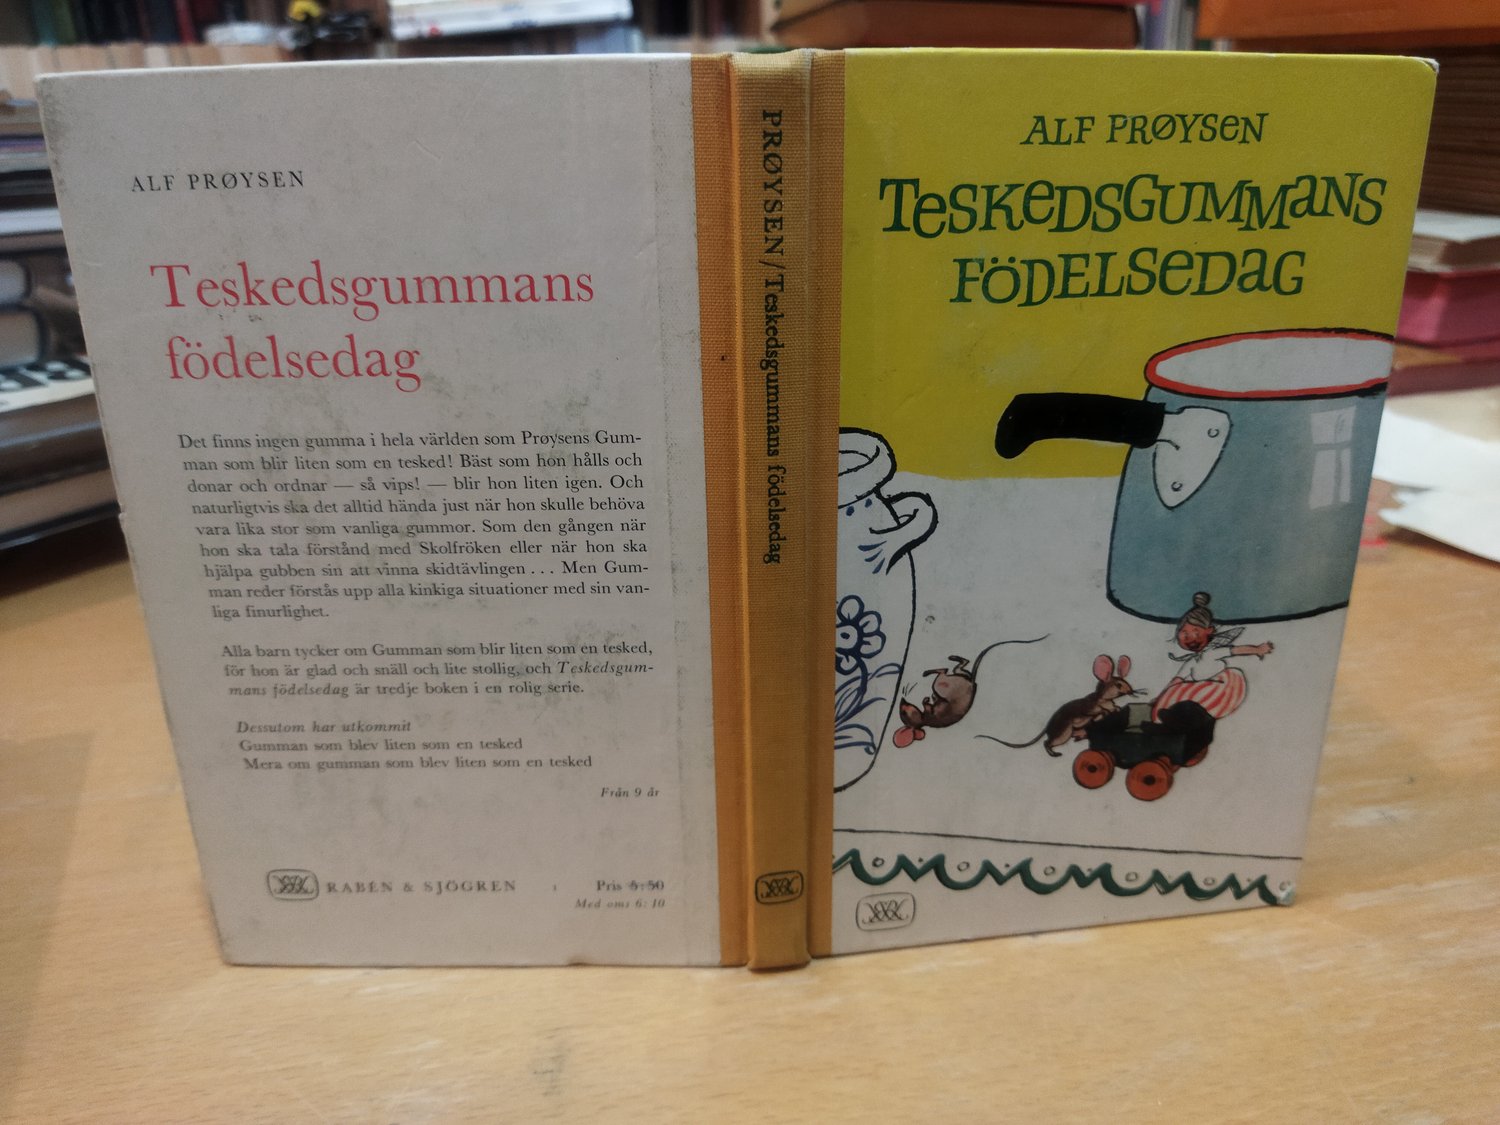 ALF PRØYSEN
Teskedsgummans
födelsedag
Det finns ingen gumma i hela världen som Prøysens Gum-
man som blir liten som en tesked! Bäst som hon hålls och
donar och ordnar — så vips! — blir hon liten igen. Och
naturligtvis ska det alltid hända just när hon skulle behöva
vara lika stor som vanliga gummor. Som den gången när
hon ska tala förstånd med Skolfröken eller när hon ska
hjälpa gubben sin att vinna skidtävlingen . . . Men Gum-
man reder förstås upp alla kinkiga situationer med sin van-
liga finurlighet.
Alla barn tycker om Gumman som blir liten som en tesked,
för hon är glad och snäll och lite stollig, och Teskedsgum-
mans födelsedag är tredje boken i en rolig serie.
Dessutom har utkommit
Gumman som blev liten som en tesked
Mera om gumman som blev liten som en tesked
Från 9 år
RABÉN & SJÖGREN 1 Pris 5:50
Med oms 6:10
PRØYSEN/Teskedsgummans födelsedag
ALF PRØYSEN
TESKEDSGUMMANS
FÖDELSEDAG